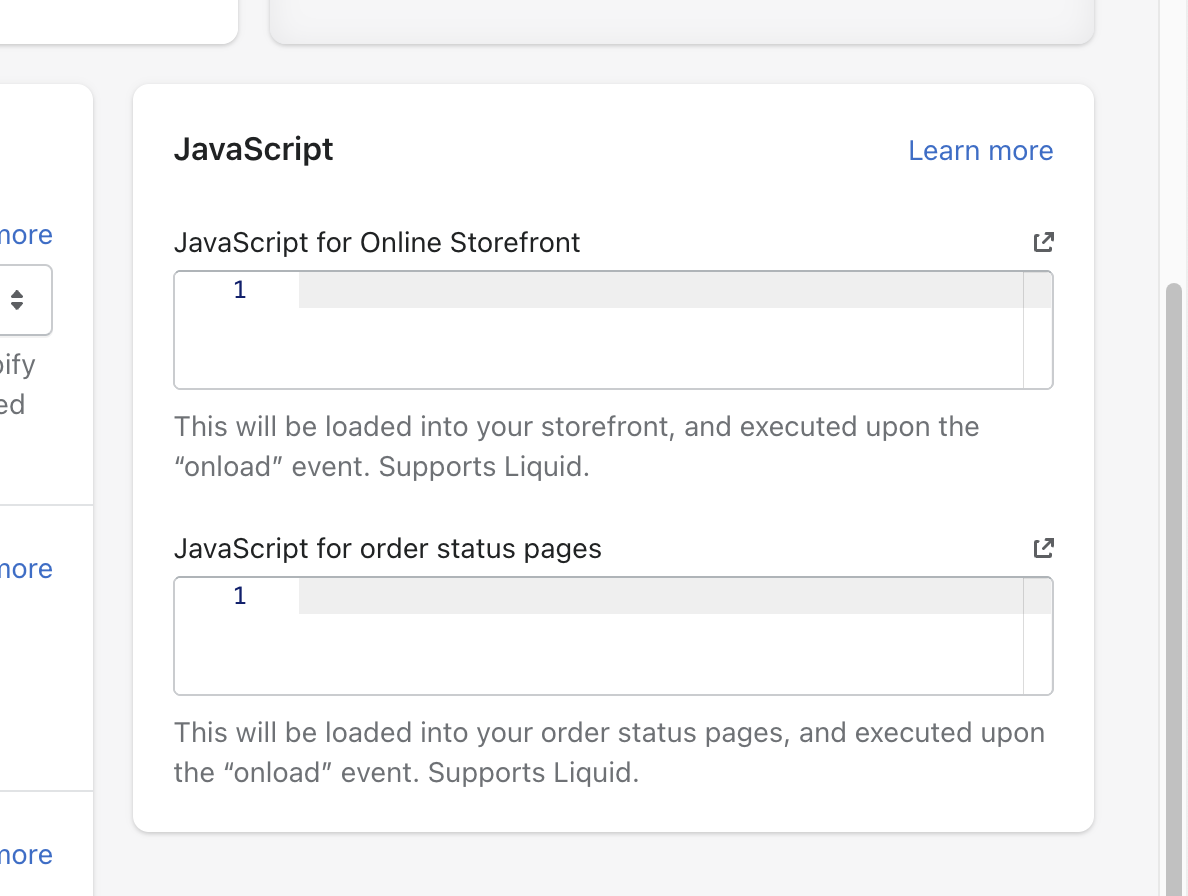 JavaScript
Learn more
more
JavaScript for Online Storefront
1
ed
This will be loaded into your storefront, and executed upon the
“onload” event. Supports Liquid.
JavaScript for order status pages
more
1
This will be loaded into your order status pages, and executed upon
the “onload” event. Supports Liquid.
more